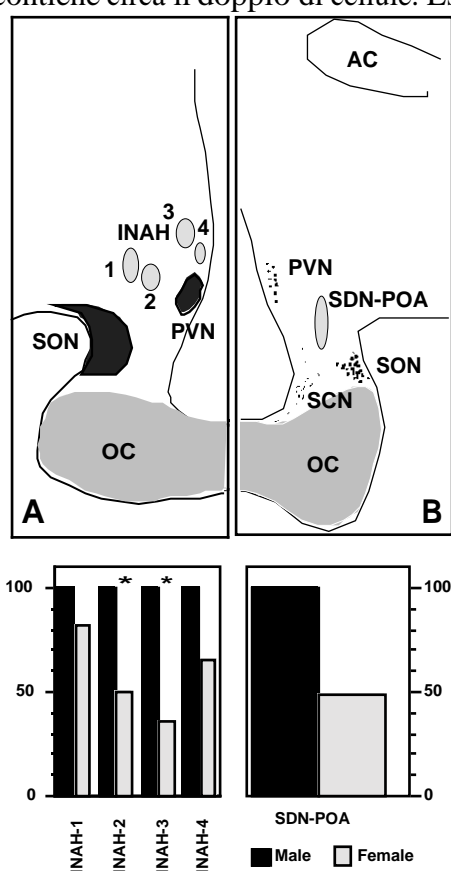 contiene circa il doppio di cellule.
AC
3
INAH 4
1
2
PVN
SON
OC
A
PVN
SDN-POA
SON
SCN
OC
B
100
50
0
* *
INAH-1
INAH-2
INAH-3
INAH-4
100
50
0
SDN-POA
Male Female